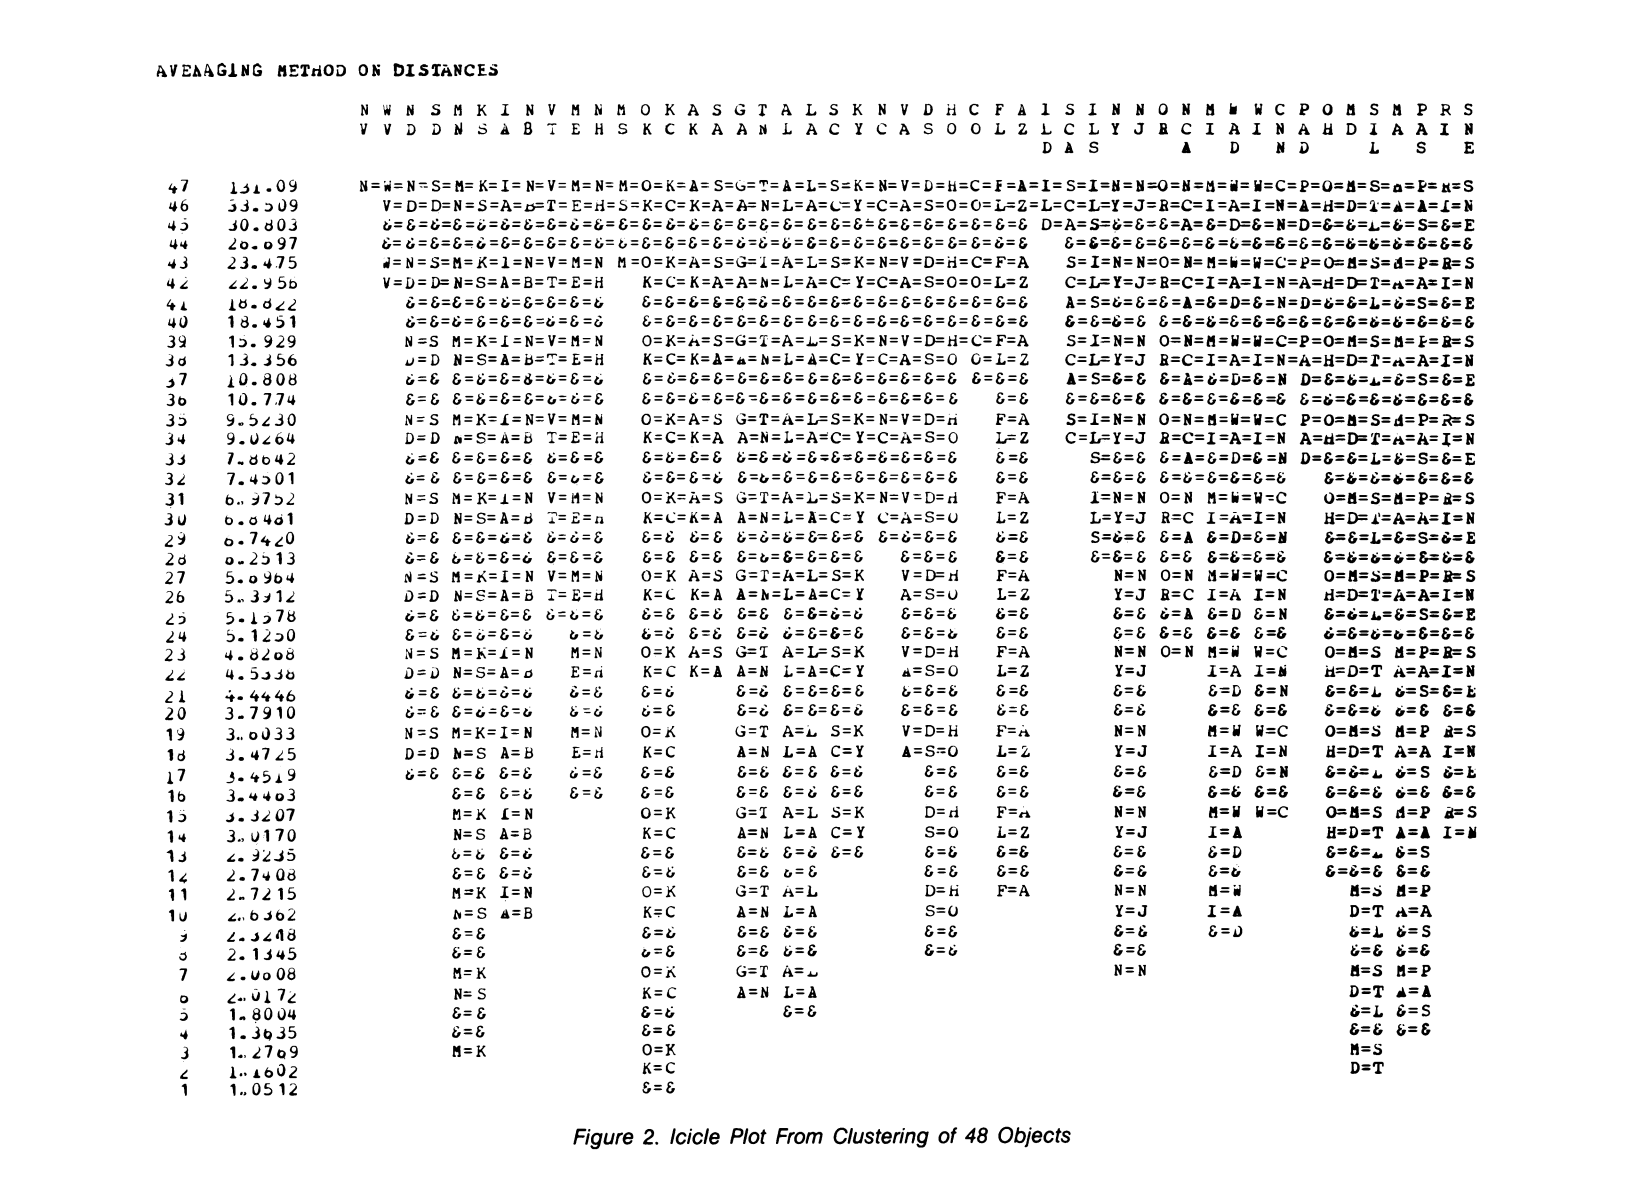 AVERAGING METHOD ON DISTANCES
N W N S M K I N V M N M O K A S G T A L S K N V D H C F A I S I N N O N M W W C P O M S M P R S
V V D D N S A B T E H S K C K A A N L A C Y C A S O O L Z L C L Y J R C I A I N A H D T A A I N
D A S A D N D L S E
47 131.09 N=W=N=S=M=K=I=N=V=M=N=M=O=K=A=S=G=T=A=L=S=K=N=V=D=H=C=F=A=I=S=I=N=N=O=N=M=W=W=C=P=O=M=S=M=P=R=S
46 33.509 V=D=D=N=S=A=B=T=E=H=S=K=C=K=A=A=N=L=A=C=Y=C=A=S=O=O=L=Z=L=C=L=Y=J=R=C=I=A=I=N=A=H=D=T=A=A=I=N
45 30.803 &=&=&=&=&=&=&=&=&=&=&=&=&=&=&=&=&=&=&=&=&=&=&=&=&=&=&=& D=A=S=&=&=&=A=&=D=&=N=D=&=&=L=&=S=&=E
44 26.697 &=&=&=&=&=&=&=&=&=&=&=&=&=&=&=&=&=&=&=&=&=&=&=&=&=&=&=& &=&=&=&=&=&=&=&=&=&=&=&=&=&=&=&=&=&
43 23.475 W=N=S=M=K=I=N=V=M=N M=O=K=A=S=G=T=A=L=S=K=N=V=D=H=C=F=A S=I=N=N=O=N=M=W=W=C=P=O=M=S=M=P=R=S
42 22.956 V=D=D=N=S=A=B=T=E=H K=C=K=A=A=N=L=A=C=Y=C=A=S=O=O=L=Z C=L=Y=J=R=C=I=A=I=N=A=H=D=T=A=A=I=N
41 18.822 &=&=&=&=&=&=&=&=& &=&=&=&=&=&=&=&=&=&=&=&=&=&=&=&=& A=S=&=&=&=A=&=D=&=N=D=&=&=L=&=S=&=E
40 18.451 &=&=&=&=&=&=&=&=& &=&=&=&=&=&=&=&=&=&=&=&=&=&=&=&=& &=&=&=& &=&=&=&=&=&=&=&=&=&=&=&=&=&
39 15.929 N=S M=K=I=N=V=M=N O=K=A=S=G=T=A=L=S=K=N=V=D=H=C=F=A S=I=N=N O=N=M=W=W=C=P=O=M=S=M=P=R=S
38 13.356 D=D N=S=A=B=T=E=H K=C=K=A=A=N=L=A=C=Y=C=A=S=O O=L=Z C=L=Y=J R=C=I=A=I=N=A=H=D=T=A=A=I=N
37 10.808 &=& &=&=&=&=&=&=& &=&=&=&=&=&=&=&=&=&=&=&=&=& &=&=& A=S=&=& &=A=&=D=&=N D=&=&=L=&=S=&=E
36 10.774 &=& &=&=&=&=&=&=& &=&=&=&=&=&=&=&=&=&=&=&=&=& &=& &=&=&=& &=&=&=&=&=& &=&=&=&=&=&=&=&
35 9.5230 N=S M=K=I=N=V=M=N O=K=A=S G=T=A=L=S=K=N=V=D=H F=A S=I=N=N O=N=M=W=W=C P=O=M=S=M=P=R=S
34 9.0264 D=D N=S=A=B T=E=H K=C=K=A A=N=L=A=C=Y=C=A=S=O L=Z C=L=Y=J R=C=I=A=I=N A=H=D=T=A=A=I=N
33 7.8642 &=& &=&=&=& &=&=& &=&=&=& &=&=&=&=&=&=&=&=&=& &=& S=&=& &=A=&=D=&=N D=&=&=L=&=S=&=E
32 7.4501 &=& &=&=&=& &=&=& &=&=&=& &=&=&=&=&=&=&=&=&=& &=& &=&=& &=&=&=&=&=& &=&=&=&=&=&=&
31 6.9752 N=S M=K=I=N V=M=N O=K=A=S G=T=A=L=S=K=N=V=D=H F=A I=N=N O=N M=W=W=C O=M=S=M=P=R=S
30 6.8481 D=D N=S=A=B T=E=H K=C=K=A A=N=L=A=C=Y C=A=S=O L=Z L=Y=J R=C I=A=I=N H=D=T=A=A=I=N
29 6.7420 &=& &=&=&=& &=&=& &=& &=& &=&=&=&=&=& &=&=&=& &=& S=&=& &=A &=D=&=N &=&=L=&=S=&=E
28 6.2513 &=& &=&=&=& &=&=& &=& &=& &=&=&=&=&=& &=&=& &=& &=&=& &=& &=&=&=& &=&=&=&=&=&=&
27 5.6964 N=S M=K=I=N V=M=N O=K A=S G=T=A=L=S=K V=D=H F=A N=N O=N M=W=W=C O=M=S=M=P=R=S
26 5.3912 D=D N=S=A=B T=E=H K=C K=A A=N=L=A=C=Y A=S=O L=Z Y=J R=C I=A I=N H=D=T=A=A=I=N
25 5.1578 &=& &=&=&=& &=&=& &=& &=& &=& &=&=&=& &=&=& &=& &=& &=A &=D &=N &=&=L=&=S=&=E
24 5.1250 &=& &=&=&=& &=& &=& &=& &=& &=&=&=& &=&=& &=& &=& &=& &=& &=& &=&=&=&=&=&=&
23 4.8268 N=S M=K=I=N M=N O=K A=S G=T A=L=S=K V=D=H F=A N=N O=N M=W W=C O=M=S M=P=R=S
22 4.5338 D=D N=S=A=B E=H K=C K=A A=N L=A=C=Y A=S=O L=Z Y=J I=A I=N H=D=T A=A=I=N
21 4.4446 &=& &=&=&=& &=& &=& &=& &=&=&=& &=&=& &=& &=& &=D &=N &=&=L &=S=&=E
20 3.7910 &=& &=&=&=& &=& &=& &=& &=&=&=& &=&=& &=& &=& &=& &=& &=&=& &=& &=&
19 3.6033 N=S M=K=I=N M=N O=K G=T A=L S=K V=D=H F=A N=N M=W W=C O=M=S M=P R=S
18 3.4725 D=D N=S A=B E=H K=C A=N L=A C=Y A=S=O L=Z Y=J I=A I=N H=D=T A=A I=N
17 3.4519 &=& &=& &=& &=& &=& &=& &=& &=& &=& &=& &=& &=D &=N &=&=L &=S &=E
16 3.4463 &=& &=& &=& &=& &=& &=& &=& &=& &=& &=& &=& &=& &=&=& &=& &=&
15 3.3207 M=K I=N O=K G=T A=L S=K D=H F=A N=N M=W W=C O=M=S M=P R=S
14 3.0170 N=S A=B K=C A=N L=A C=Y S=O L=Z Y=J I=A H=D=T A=A I=N
13 2.9235 &=& &=& &=& &=& &=& &=& &=& &=& &=& &=D &=&=L &=S
12 2.7408 &=& &=& &=& &=& &=& &=& &=& &=& &=& &=&=& &=&
11 2.7215 M=K I=N O=K G=T A=L D=H F=A N=N M=W M=S M=P
10 2.6362 N=S A=B K=C A=N L=A S=O Y=J I=A D=T A=A
9 2.3248 &=& &=& &=& &=& &=& &=& &=D &=L &=S
8 2.1345 &=& &=& &=& &=& &=& &=& &=& &=&
7 2.0608 M=K O=K G=T A=L N=N M=S M=P
6 2.0172 N=S K=C A=N L=A D=T A=A
5 1.8004 &=& &=& &=& &=L &=S
4 1.3635 &=& &=& &=& &=&
3 1.2769 M=K O=K M=S
2 1.1602 K=C D=T
1 1.0512 &=&
Figure 2. Icicle Plot From Clustering of 48 Objects